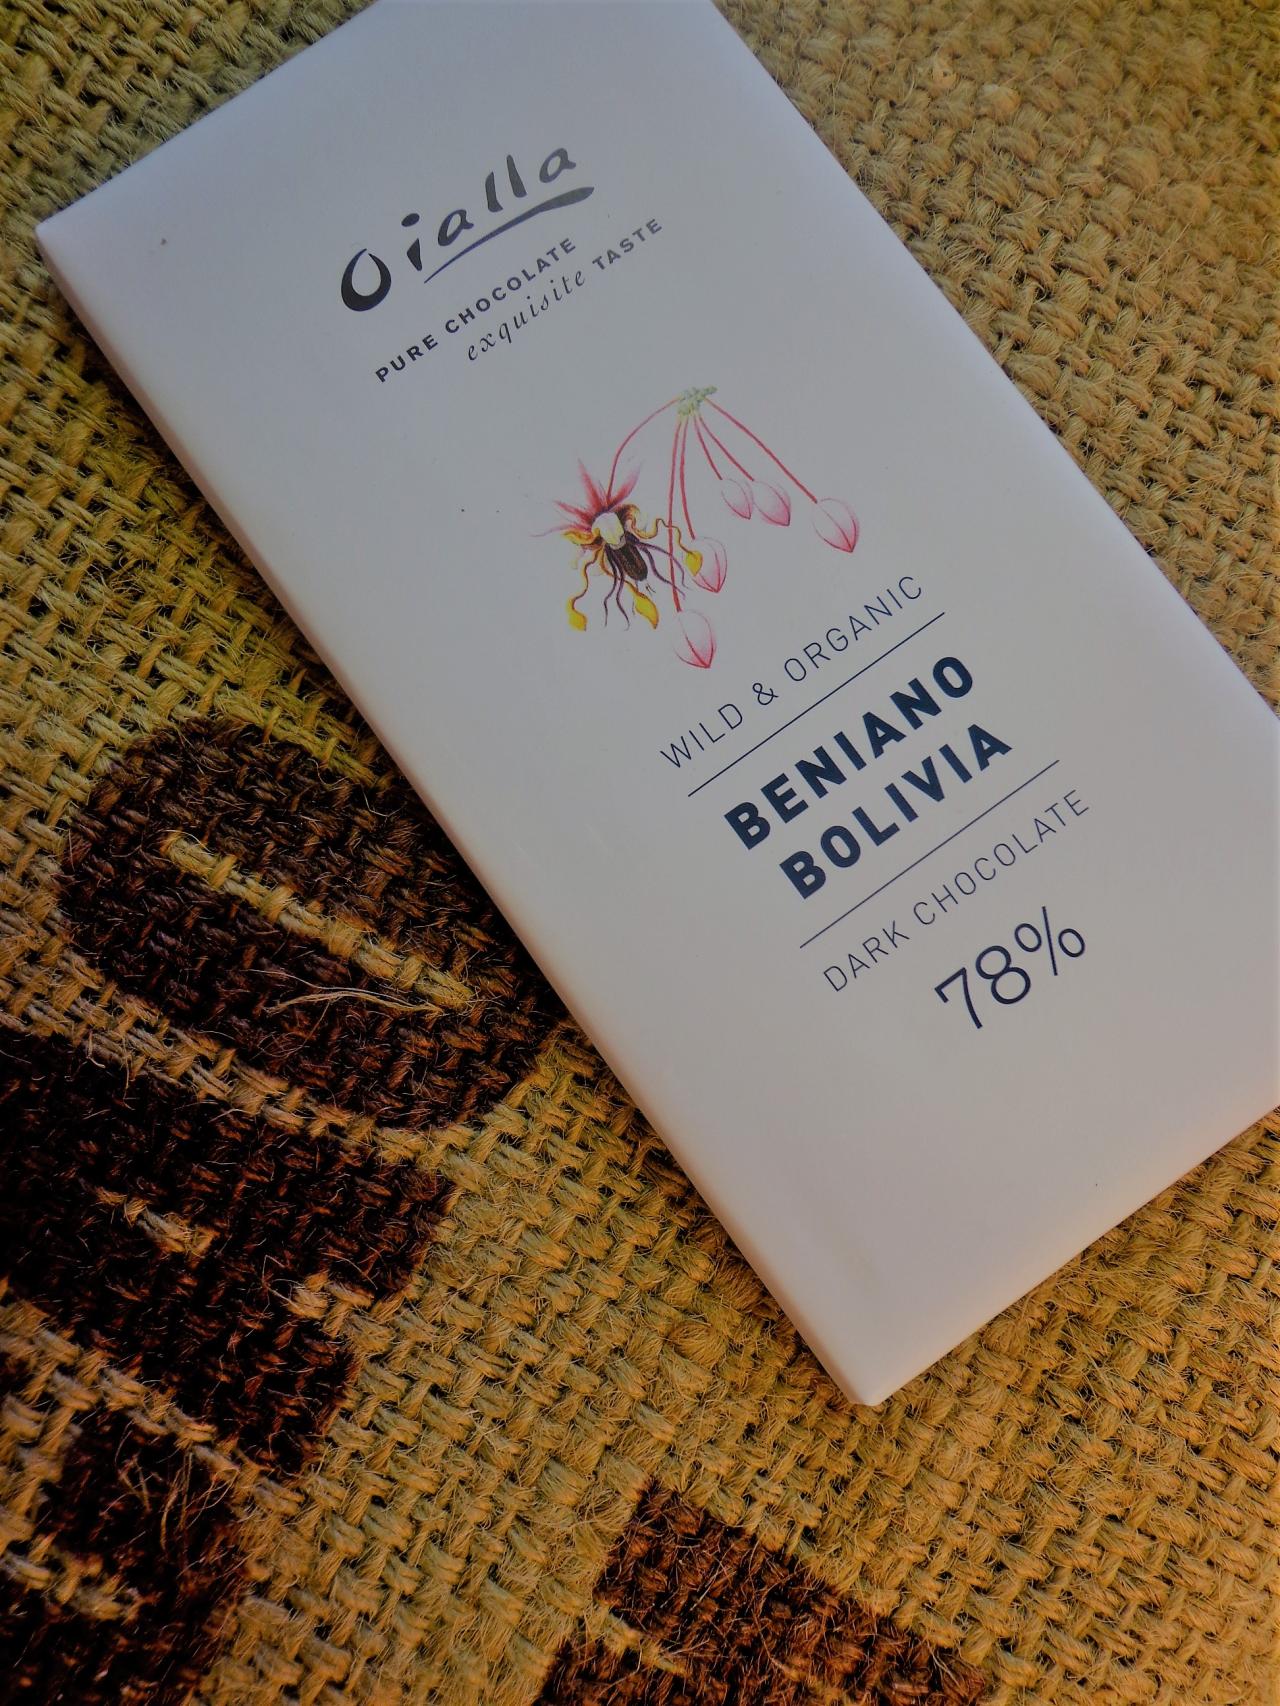 Oialla
PURE CHOCOLATE
exquisite TASTE
WILD & ORGANIC
BENIANO
BOLIVIA
DARK CHOCOLATE
78%